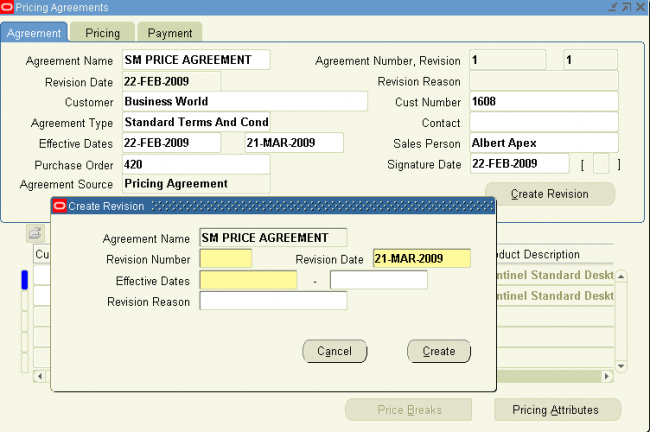 Pricing Agreements
Agreement Pricing Payment
Agreement Name SM PRICE AGREEMENT Agreement Number, Revision 1 1
Revision Date 22-FEB-2009 Revision Reason
Customer Business World Cust Number 1608
Agreement Type Standard Terms And Cond Contact
Effective Dates 22-FEB-2009 21-MAR-2009 Sales Person Albert Apex
Purchase Order 420 Signature Date 22-FEB-2009 [ ]
Agreement Source Pricing Agreement Create Revision
Create Revision
Agreement Name SM PRICE AGREEMENT
Revision Number Revision Date 21-MAR-2009
Effective Dates -
Revision Reason
Cancel Create
Cu
oduct Description
ntinel Standard Deskt
ntinel Standard Deskt
Price Breaks Pricing Attributes